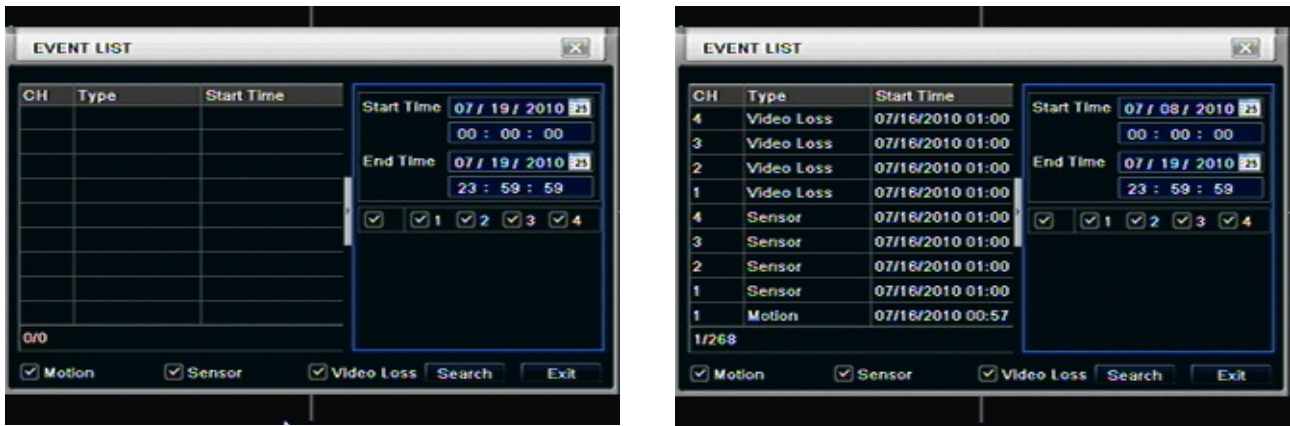 EVENT LIST
CH Type Start Time
Start Time 07 / 19 / 2010 25
00 : 00 : 00
End Time 07 / 19 / 2010 25
23 : 59 : 59
1 2 3 4
0/0
Motion Sensor Video Loss Search Exit
EVENT LIST
CH Type Start Time
4 Video Loss 07/16/2010 01:00
3 Video Loss 07/16/2010 01:00
2 Video Loss 07/16/2010 01:00
1 Video Loss 07/16/2010 01:00
4 Sensor 07/16/2010 01:00
3 Sensor 07/16/2010 01:00
2 Sensor 07/16/2010 01:00
1 Sensor 07/16/2010 01:00
1 Motion 07/16/2010 00:57
1/268
Start Time 07 / 08 / 2010 25
00 : 00 : 00
End Time 07 / 19 / 2010 25
23 : 59 : 59
1 2 3 4
Motion Sensor Video Loss Search Exit